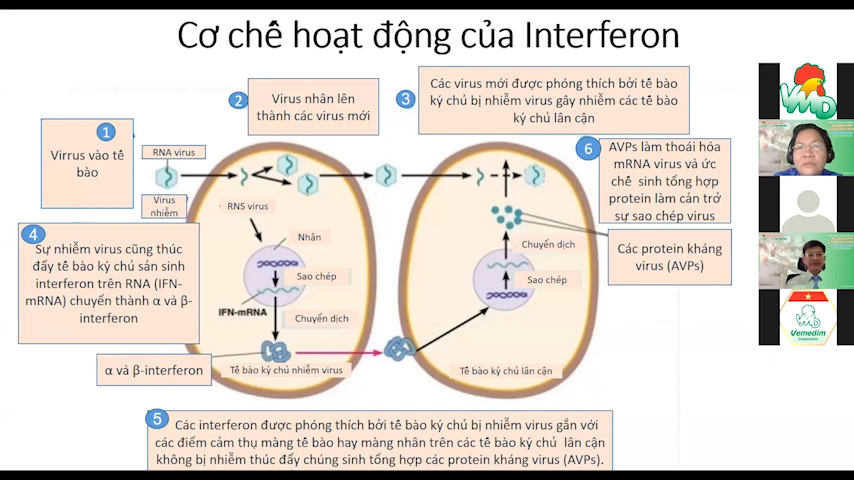 Cơ chế hoạt động của Interferon
1
Virrus vào tế
bào
2
Virus nhân lên
thành các virus mới
3
Các virus mới được phóng thích bởi tế bào
ký chủ bị nhiễm virus gây nhiễm các tế bào
ký chủ lân cận
6
AVPs làm thoái hóa
mRNA virus và ức
chế sinh tổng hợp
protein làm cản trở
sự sao chép virus
RNA virus
Virus
nhiễm
RNS virus
Nhân
Sao chép
IFN-mRNA
Chuyển dịch
Tế bào ký chủ nhiễm virus
Chuyển dịch
Sao chép
Tế bào ký chủ lân cận
Các protein kháng
virus (AVPs)
4
Sự nhiễm virus cũng thúc
đẩy tế bào ký chủ sản sinh
interferon trên RNA (IFN-
mRNA) chuyển thành α và β-
interferon
α và β-interferon
5
Các interferon được phóng thích bởi tế bào ký chủ bị nhiễm virus gắn với
các điểm cảm thụ màng tế bào hay màng nhân trên các tế bào ký chủ lân cận
không bị nhiễm thúc đẩy chúng sinh tổng hợp các protein kháng virus (AVPs).
VMD
VMD
Vemedim